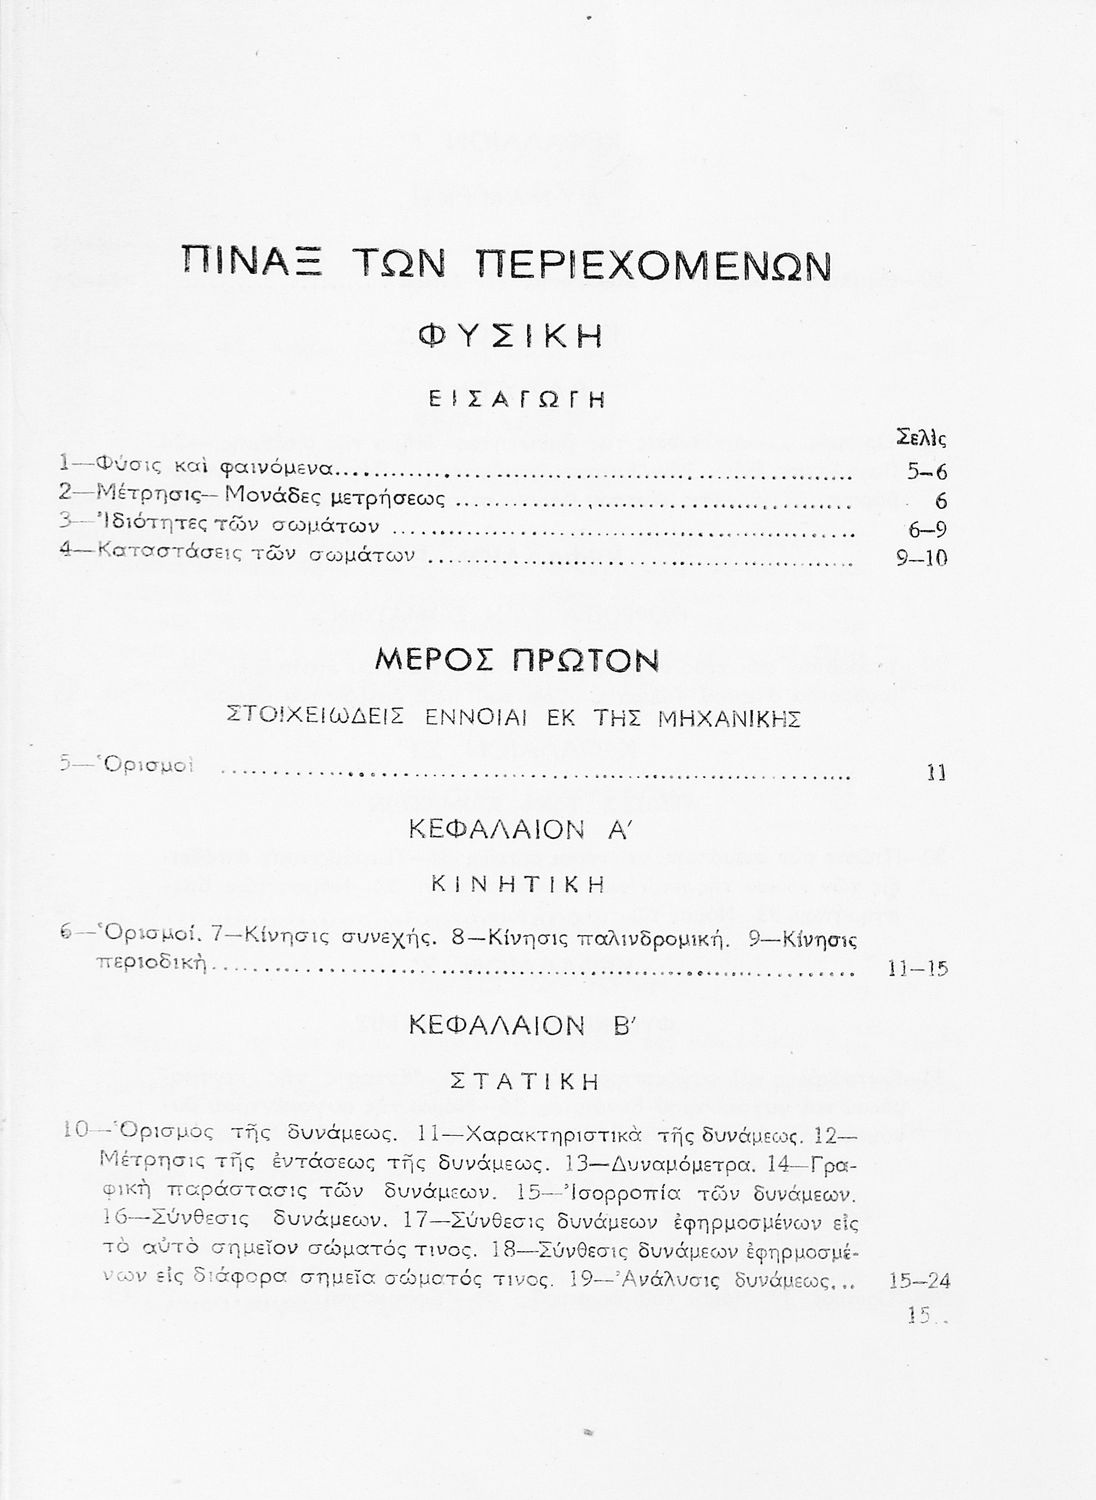 ΠΙΝΑΞ ΤΩΝ ΠΕΡΙΕΧΟΜΕΝΩΝ
ΦΥΣΙΚΗ
ΕΙΣΑΓΩΓΗ
Σελὶς
1—Φύσις καὶ φαινόμενα........................................ 5–6
2—Μέτρησις– Μονάδες μετρήσεως ........................................ 6
3—Ἰδιότητες τῶν σωμάτων ........................................ 6–9
4—Καταστάσεις τῶν σωμάτων ........................................ 9–10
ΜΕΡΟΣ ΠΡΩΤΟΝ
ΣΤΟΙΧΕΙΩΔΕΙΣ ΕΝΝΟΙΑΙ ΕΚ ΤΗΣ ΜΗΧΑΝΙΚΗΣ
5—Ὁρισμοὶ ........................................ 11
ΚΕΦΑΛΑΙΟΝ Α′
ΚΙΝΗΤΙΚΗ
6—Ὁρισμοί. 7—Κίνησις συνεχής. 8—Κίνησις παλινδρομική. 9—Κίνησις
περιοδικὴ........................................ 11–15
ΚΕΦΑΛΑΙΟΝ Β′
ΣΤΑΤΙΚΗ
10—Ὁρισμος τῆς δυνάμεως. 11—Χαρακτηριστικὰ τῆς δυνάμεως. 12—
Μέτρησις τῆς ἐντάσεως τῆς δυνάμεως. 13—Δυναμόμετρα. 14—Γρα-
φικὴ παράστασις τῶν δυνάμεων. 15—Ἰσορροπία τῶν δυνάμεων.
16—Σύνθεσις δυνάμεων. 17—Σύνθεσις δυνάμεων ἐφηρμοσμένων εἰς
τὸ αὐτὸ σημεῖον σώματός τινος. 18—Σύνθεσις δυνάμεων ἐφηρμοσμέ-
νων εἰς διάφορα σημεῖα σώματός τινος. 19—Ἀνάλυσις δυνάμεως... 15–24
15..